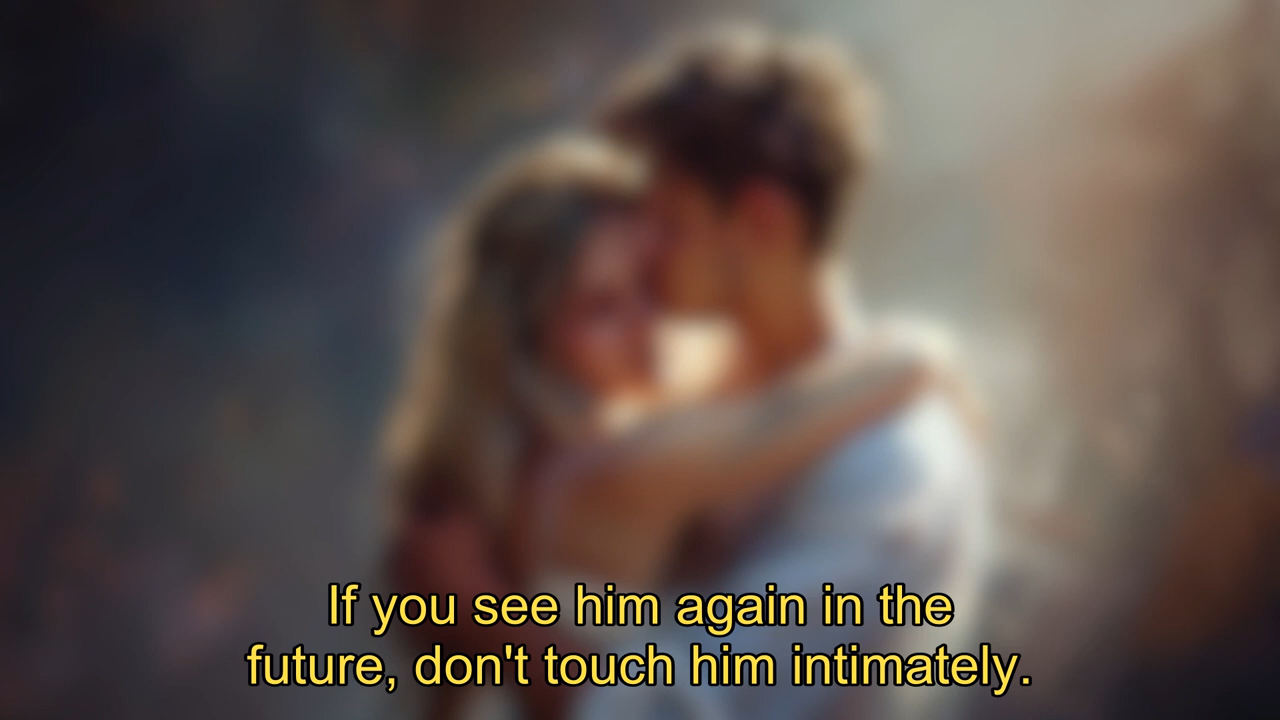 If you see him again in the
future, don't touch him intimately.